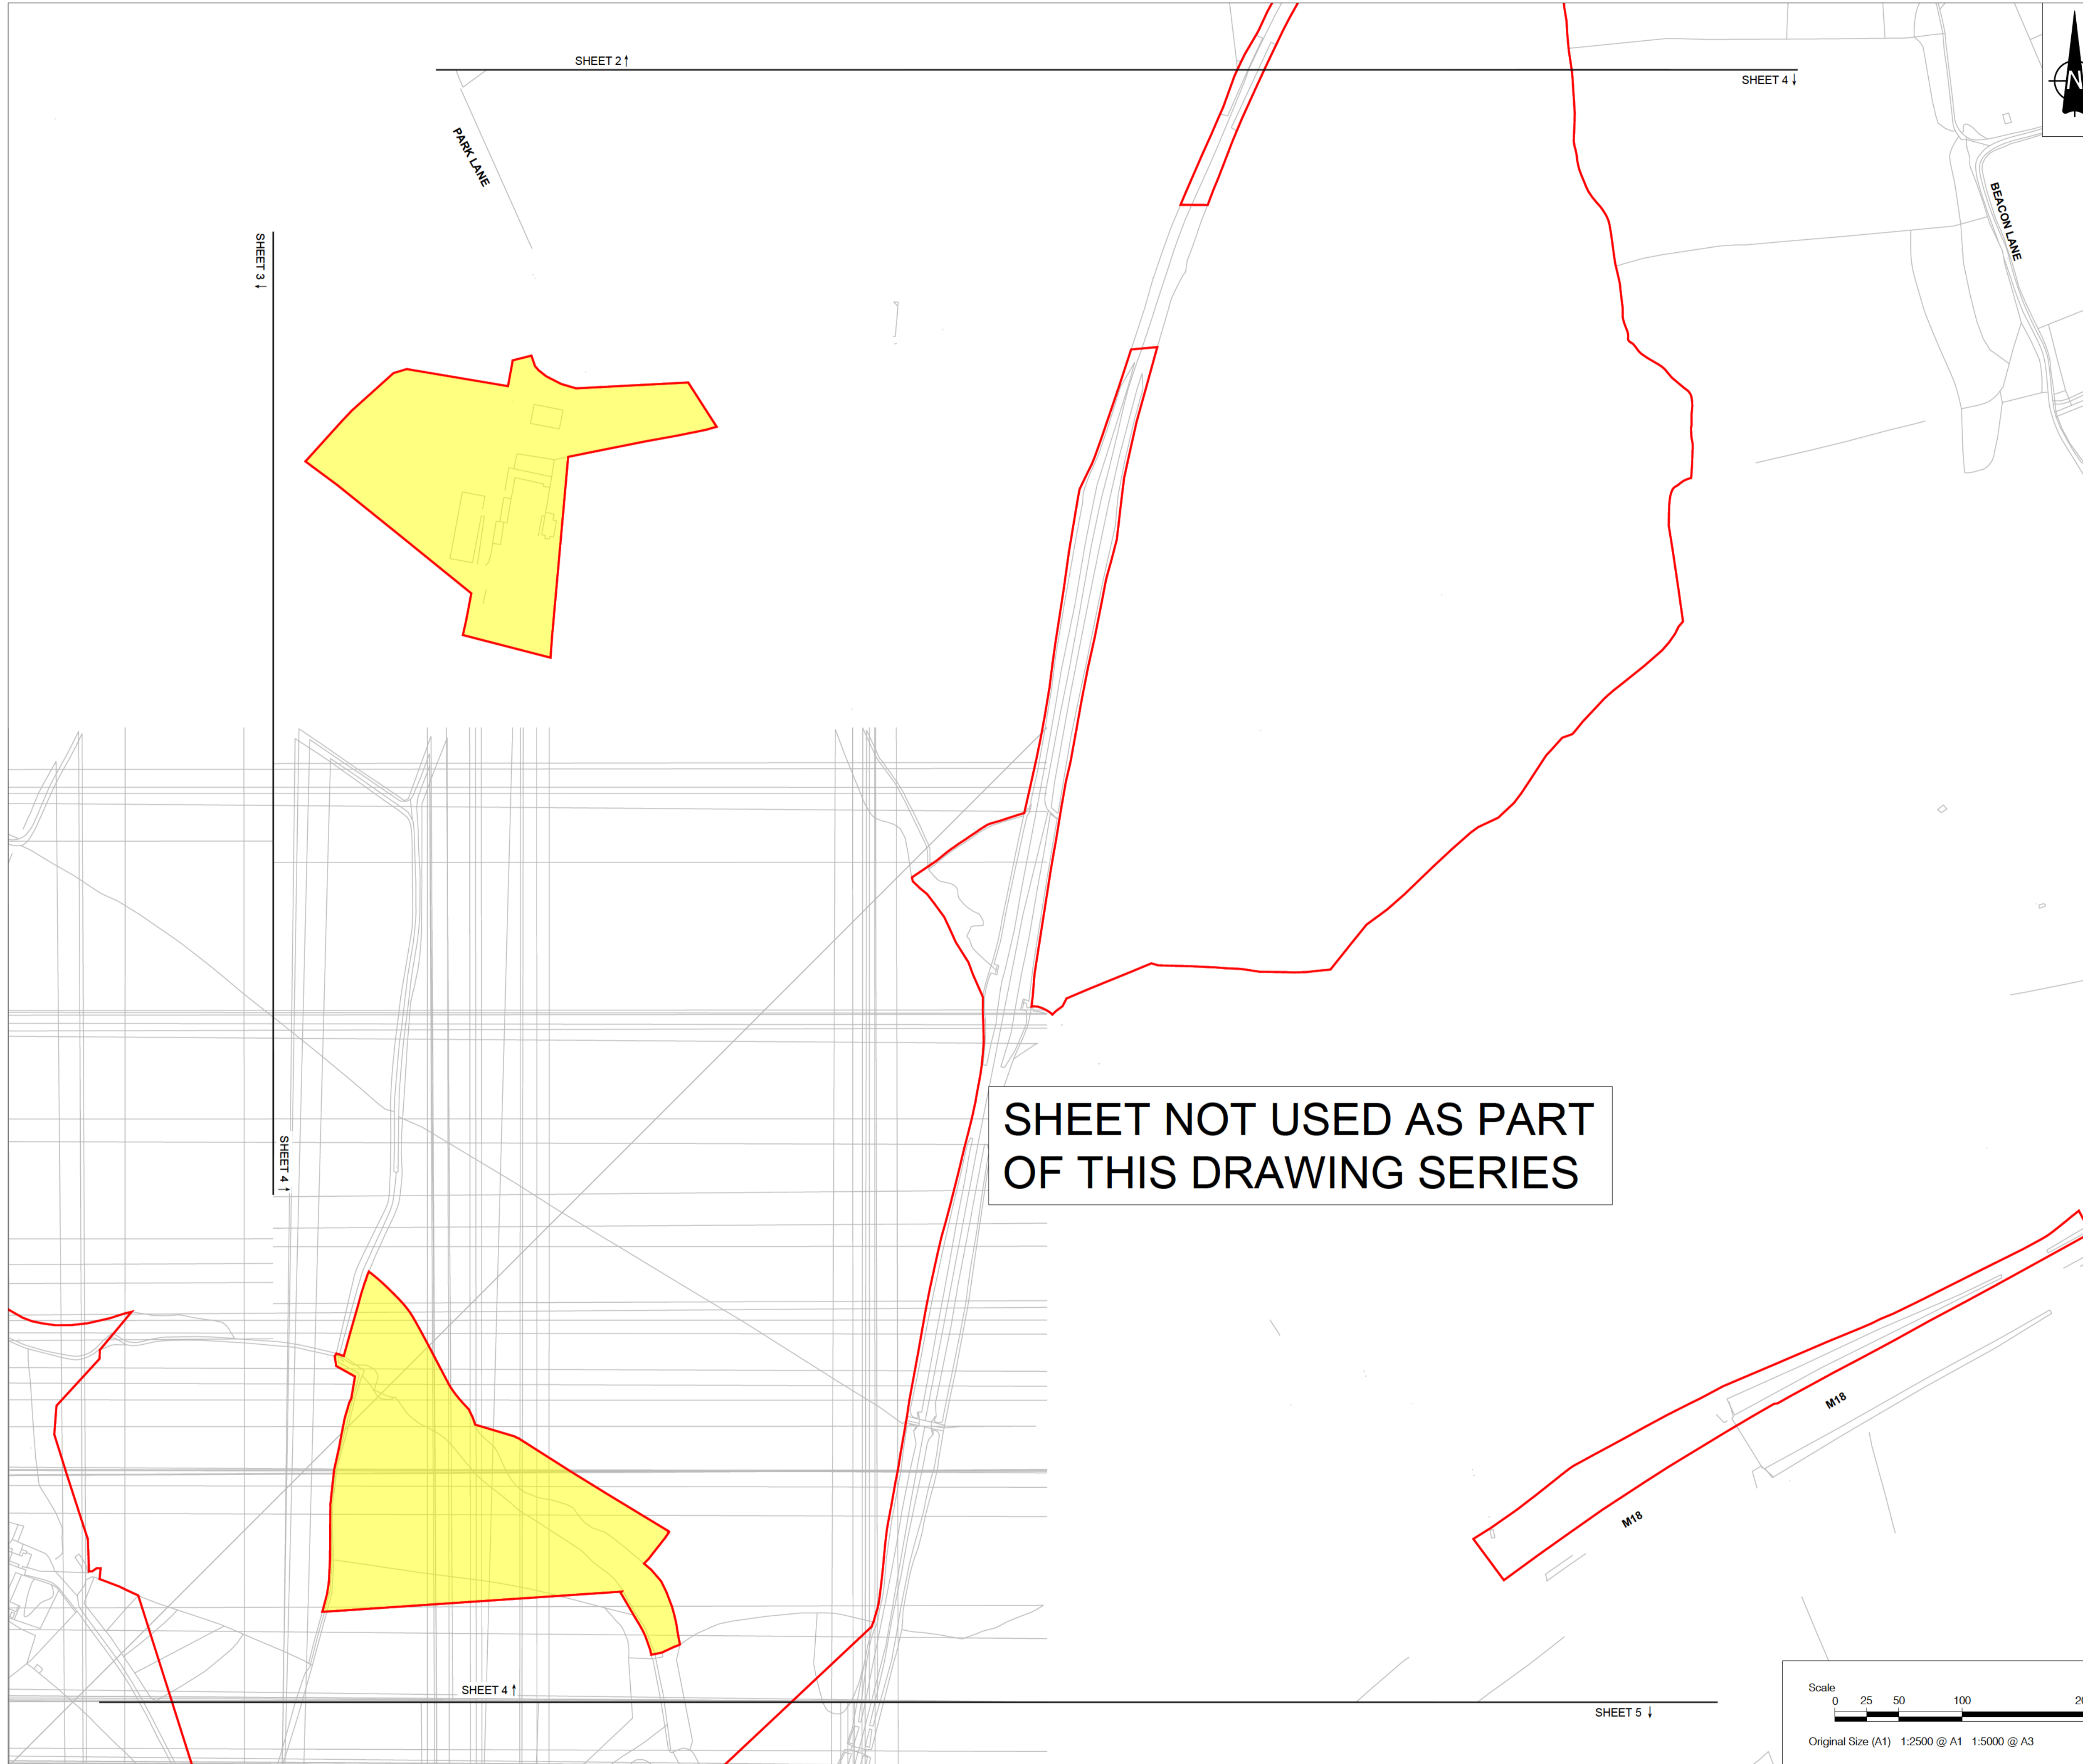 SHEET 2↑
SHEET 4↓
N
PARK LANE
BEACON LANE
SHEET 3↓
SHEET NOT USED AS PART
OF THIS DRAWING SERIES
SHEET 4↑
M18
M18
SHEET 4↑
SHEET 5↓
Scale
0 25 50 100
Original Size (A1) 1:2500 @ A1 1:5000 @ A3